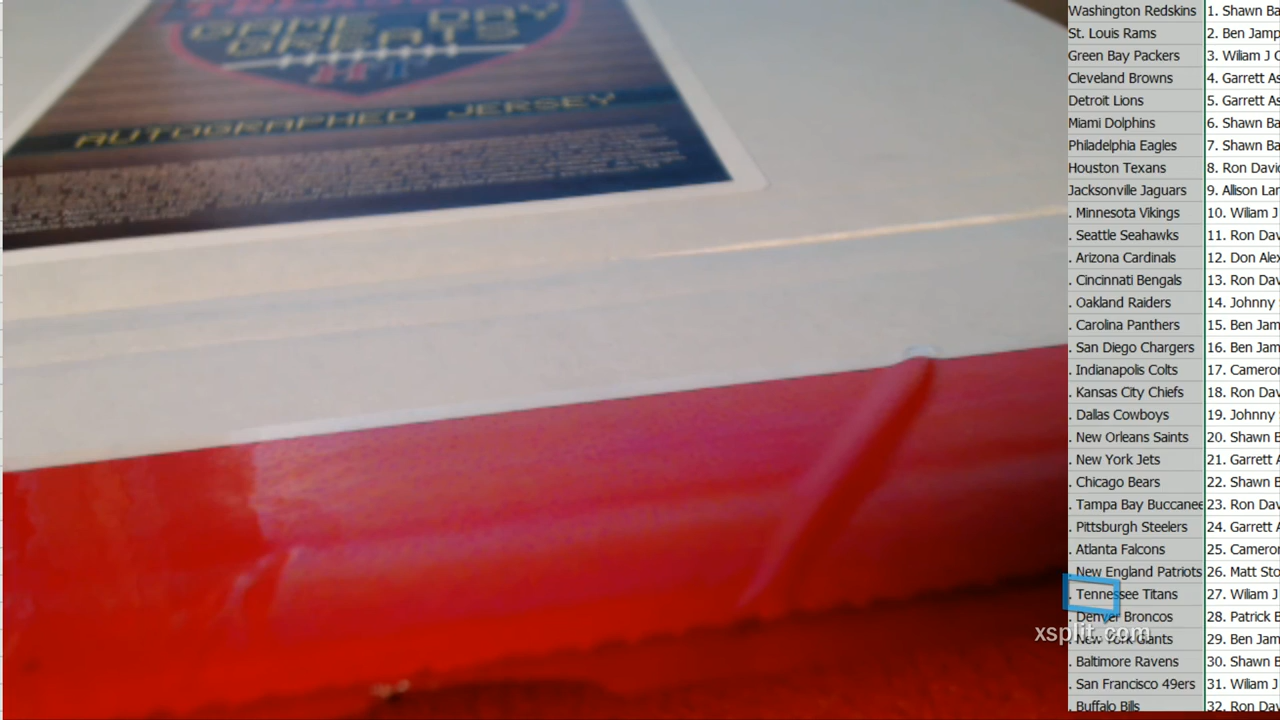 GAME DAY
GREATS
AUTOGRAPHED JERSEY
Washington Redskins 1. Shawn Ba
St. Louis Rams 2. Ben Jamp
Green Bay Packers 3. Wiliam J C
Cleveland Browns 4. Garrett As
Detroit Lions 5. Garrett As
Miami Dolphins 6. Shawn Ba
Philadelphia Eagles 7. Shawn Ba
Houston Texans 8. Ron Davi
Jacksonville Jaguars 9. Allison Lar
. Minnesota Vikings 10. Wiliam J
. Seattle Seahawks 11. Ron Dav
. Arizona Cardinals 12. Don Alex
. Cincinnati Bengals 13. Ron Dav
. Oakland Raiders 14. Johnny
. Carolina Panthers 15. Ben Jam
. San Diego Chargers 16. Ben Jam
. Indianapolis Colts 17. Cameron
. Kansas City Chiefs 18. Ron Dav
. Dallas Cowboys 19. Johnny
. New Orleans Saints 20. Shawn B
. New York Jets 21. Garrett A
. Chicago Bears 22. Shawn B
. Tampa Bay Buccanee 23. Ron Dav
. Pittsburgh Steelers 24. Garrett A
. Atlanta Falcons 25. Cameron
New England Patriots 26. Matt Sto
. Tennessee Titans 27. Wiliam J
. Denver Broncos 28. Patrick B
xsplit.com
. New York Giants 29. Ben Jam
. Baltimore Ravens 30. Shawn B
. San Francisco 49ers 31. Wiliam J
. Buffalo Bills 32. Ron Dav